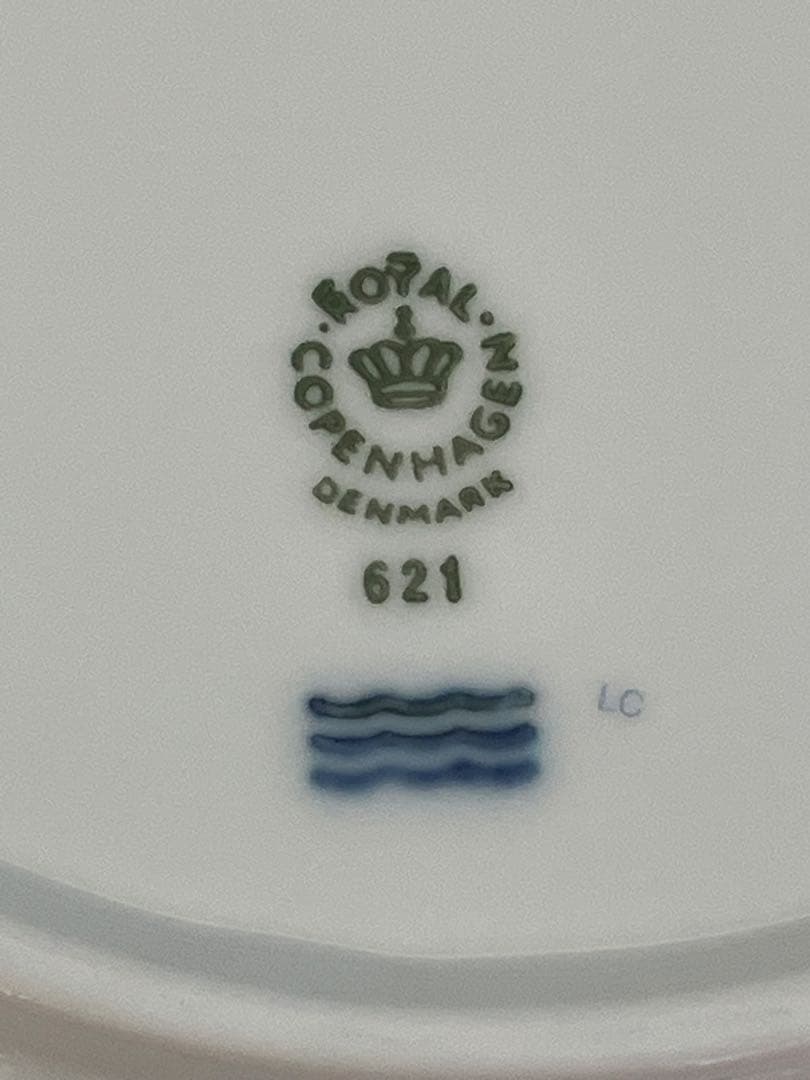 ROYAL
COPENHAGEN
DENMARK
621
LC